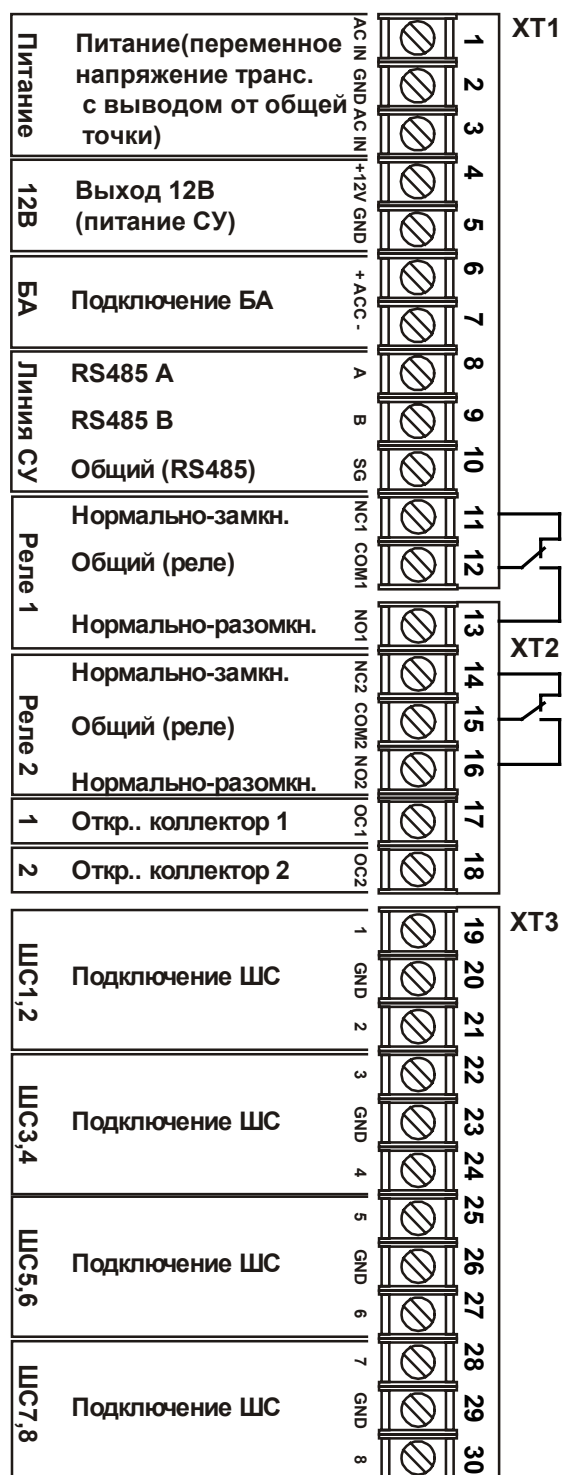 XT1
Питание
Питание(переменное
напряжение транс.
с выводом от общей
точки)
AC IN GND AC IN
1
2
3
12В
Выход 12В
(питание СУ)
+12V GND
4
5
БА
Подключение БА
+ ACC -
6
7
Линия СУ
RS485 A
A
8
RS485 B
B
9
Общий (RS485)
SG
10
Реле 1
Нормально-замкн.
NC1
11
Общий (реле)
COM1
12
Нормально-разомкн.
NO1
13
XT2
Реле 2
Нормально-замкн.
NC2
14
Общий (реле)
COM2
15
Нормально-разомкн.
NO2
16
1
Откр.. коллектор 1
OC1
17
2
Откр.. коллектор 2
OC2
18
XT3
ШС1,2
Подключение ШС
1
GND
2
19
20
21
ШС3,4
Подключение ШС
3
GND
4
22
23
24
ШС5,6
Подключение ШС
5
GND
6
25
26
27
ШС7,8
Подключение ШС
7
GND
8
28
29
30